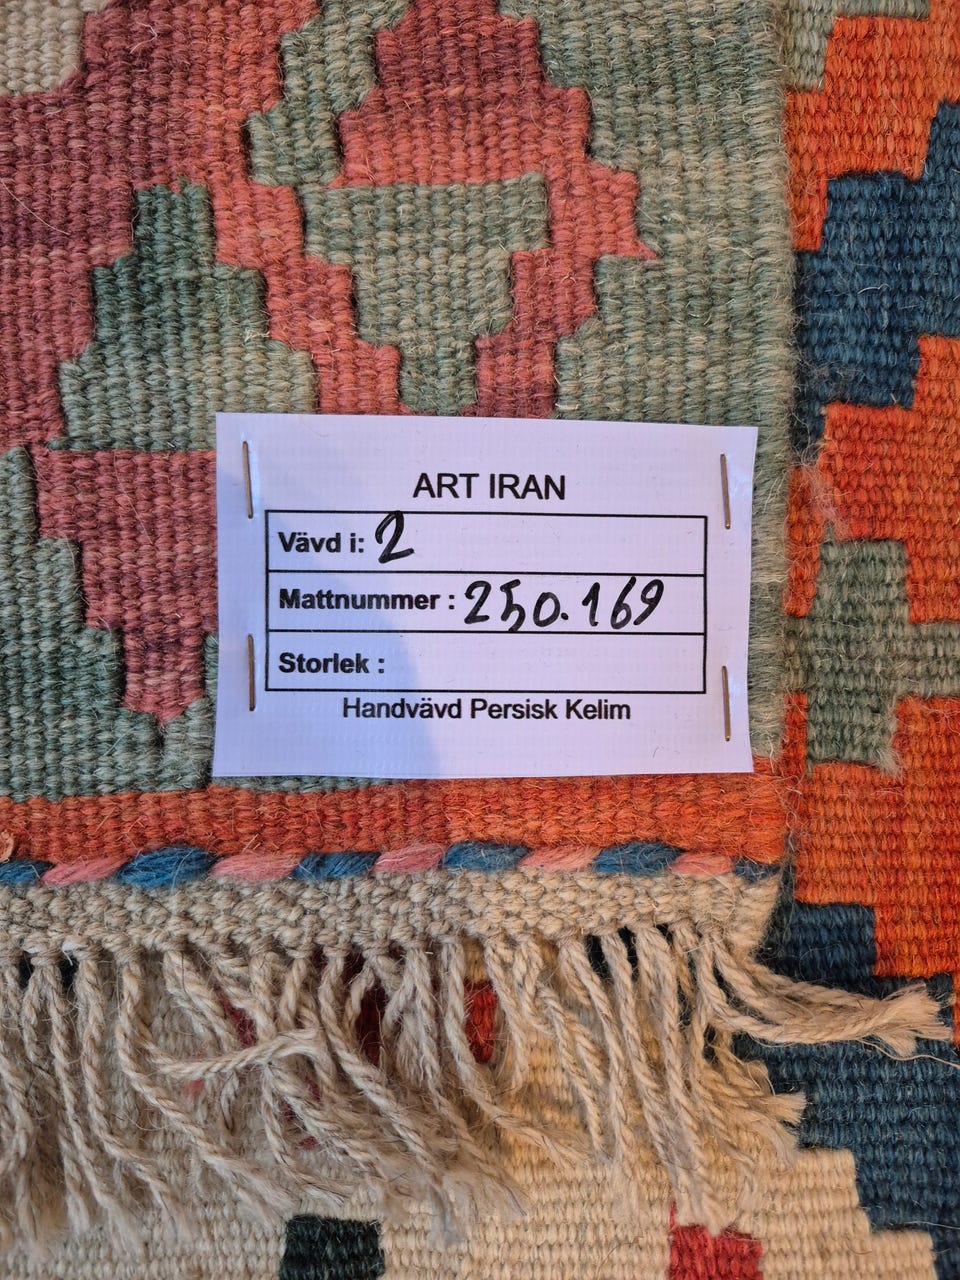 ART IRAN
Vävd i: 2
Mattnummer : 250.169
Storlek :
Handvävd Persisk Kelim